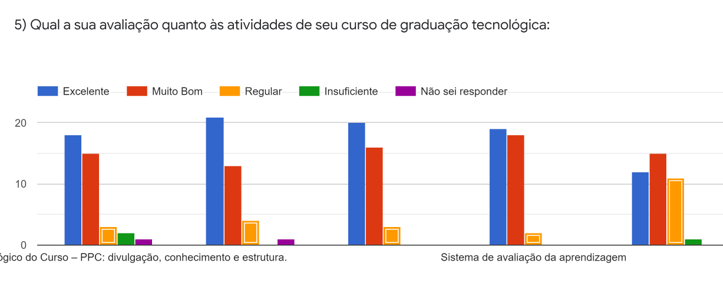 5) Qual a sua avaliação quanto às atividades de seu curso de graduação tecnológica:
Excelente Muito Bom Regular Insuficiente Não sei responder
20
10
0
ógico do Curso – PPC: divulgação, conhecimento e estrutura. Sistema de avaliação da aprendizagem